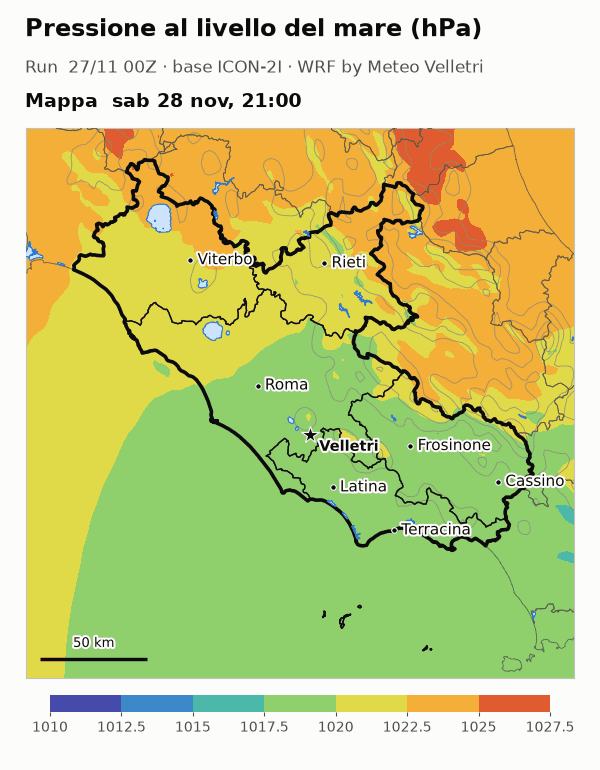 Pressione al livello del mare (hPa)
Run  27/11 00Z · base ICON-2I · WRF by Meteo Velletri
Mappa  sab 28 nov, 21:00
Viterbo
Rieti
Roma
Velletri
Frosinone
Cassino
Latina
Terracina
50 km
1010 1012.5 1015 1017.5 1020 1022.5 1025 1027.5